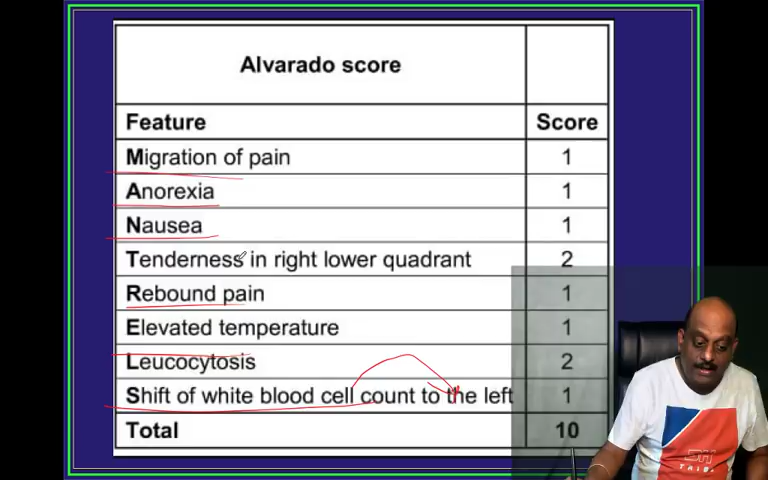 Alvarado score
Feature Score
Migration of pain 1
Anorexia 1
Nausea 1
Tenderness in right lower quadrant 2
Rebound pain 1
Elevated temperature 1
Leucocytosis 2
Shift of white blood cell count to the left 1
Total 10
TRIBE